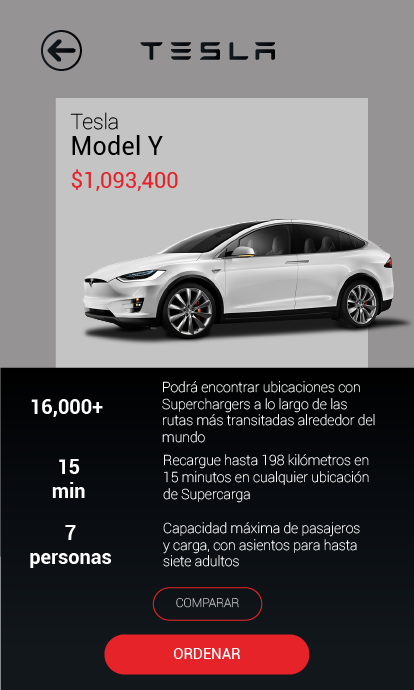 TESLA
Tesla
Model Y
$1,093,400
16,000+
Podrá encontrar ubicaciones con
Superchargers a lo largo de las
rutas más transitadas alrededor del
mundo
15
min
Recargue hasta 198 kilómetros en
15 minutos en cualquier ubicación
de Supercarga
7
personas
Capacidad máxima de pasajeros
y carga, con asientos para hasta
siete adultos
COMPARAR
ORDENAR